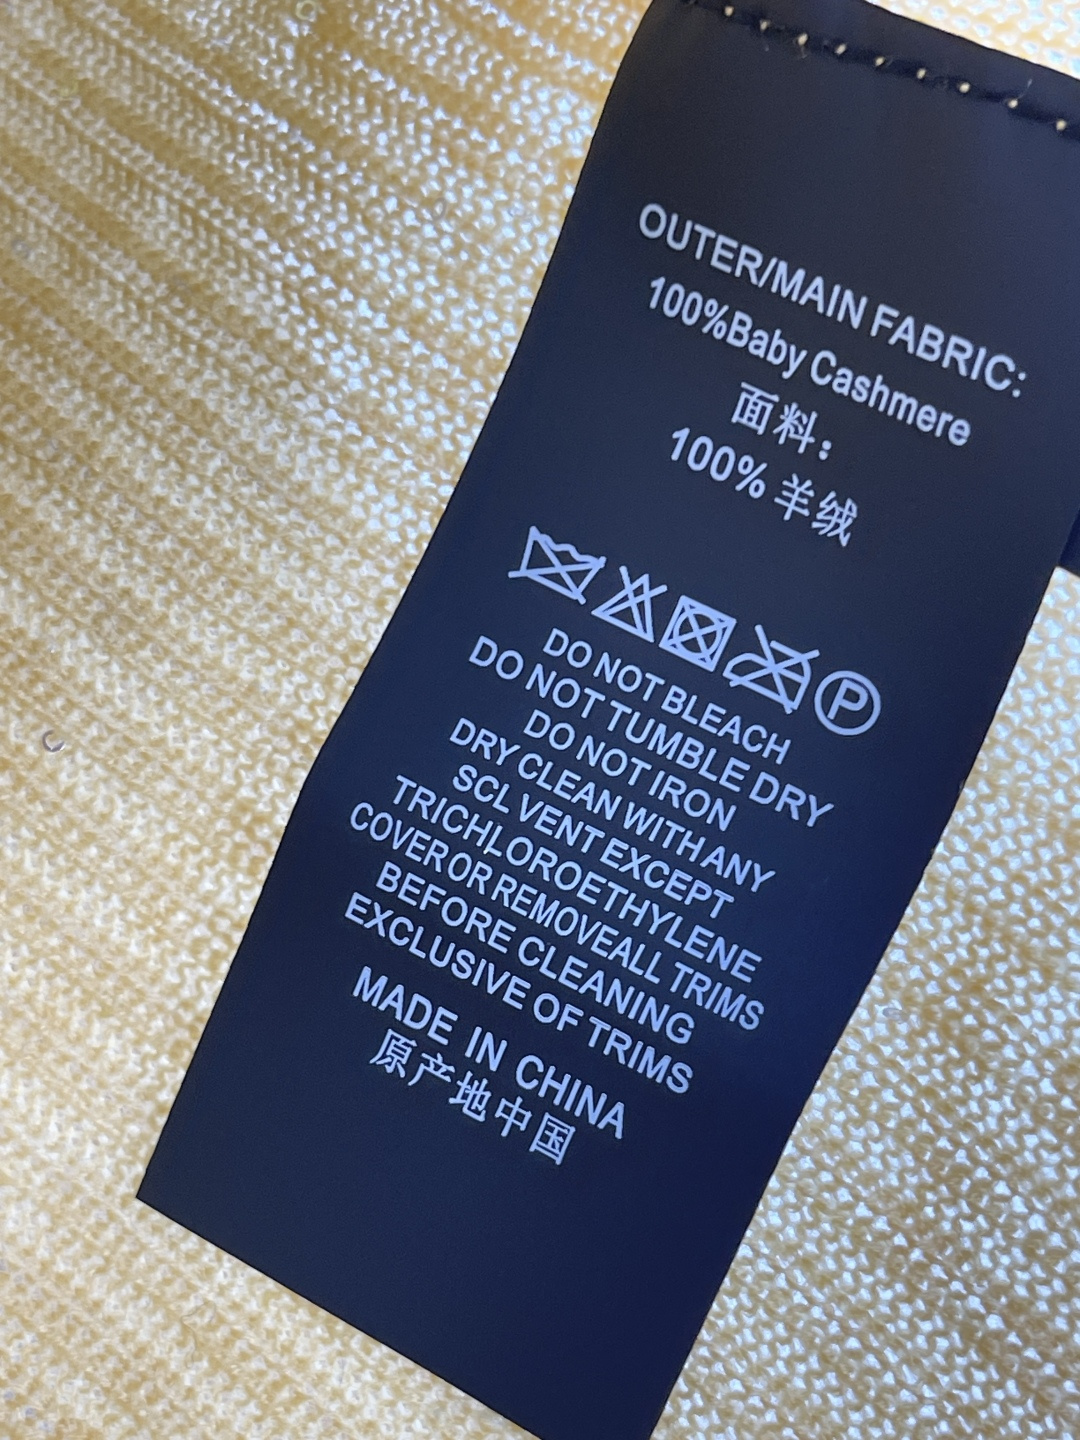 OUTER/MAIN FABRIC:
100%Baby Cashmere
面料：
100% 羊绒
P
DO NOT BLEACH
DO NOT TUMBLE DRY
DO NOT IRON
DRY CLEAN WITH ANY
SCL VENT EXCEPT
TRICHLOROETHYLENE
COVER OR REMOVEALL TRIMS
BEFORE CLEANING
EXCLUSIVE OF TRIMS
MADE IN CHINA
原产地中国